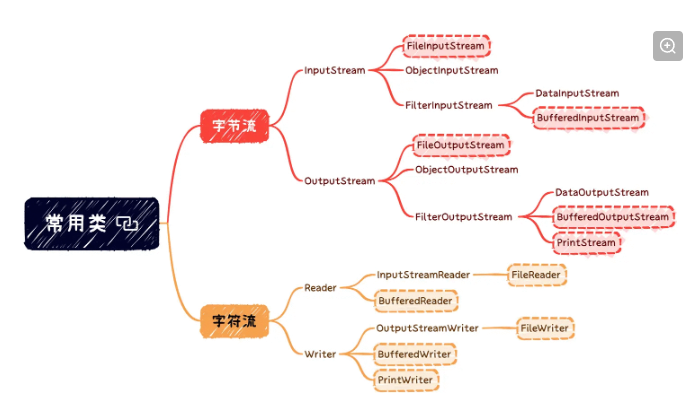 常用类
字节流
InputStream
FileInputStream
ObjectInputStream
FilterInputStream
DataInputStream
BufferedInputStream
OutputStream
FileOutputStream
ObjectOutputStream
FilterOutputStream
DataOutputStream
BufferedOutputStream
PrintStream
字符流
Reader
InputStreamReader
FileReader
BufferedReader
Writer
OutputStreamWriter
FileWriter
BufferedWriter
PrintWriter